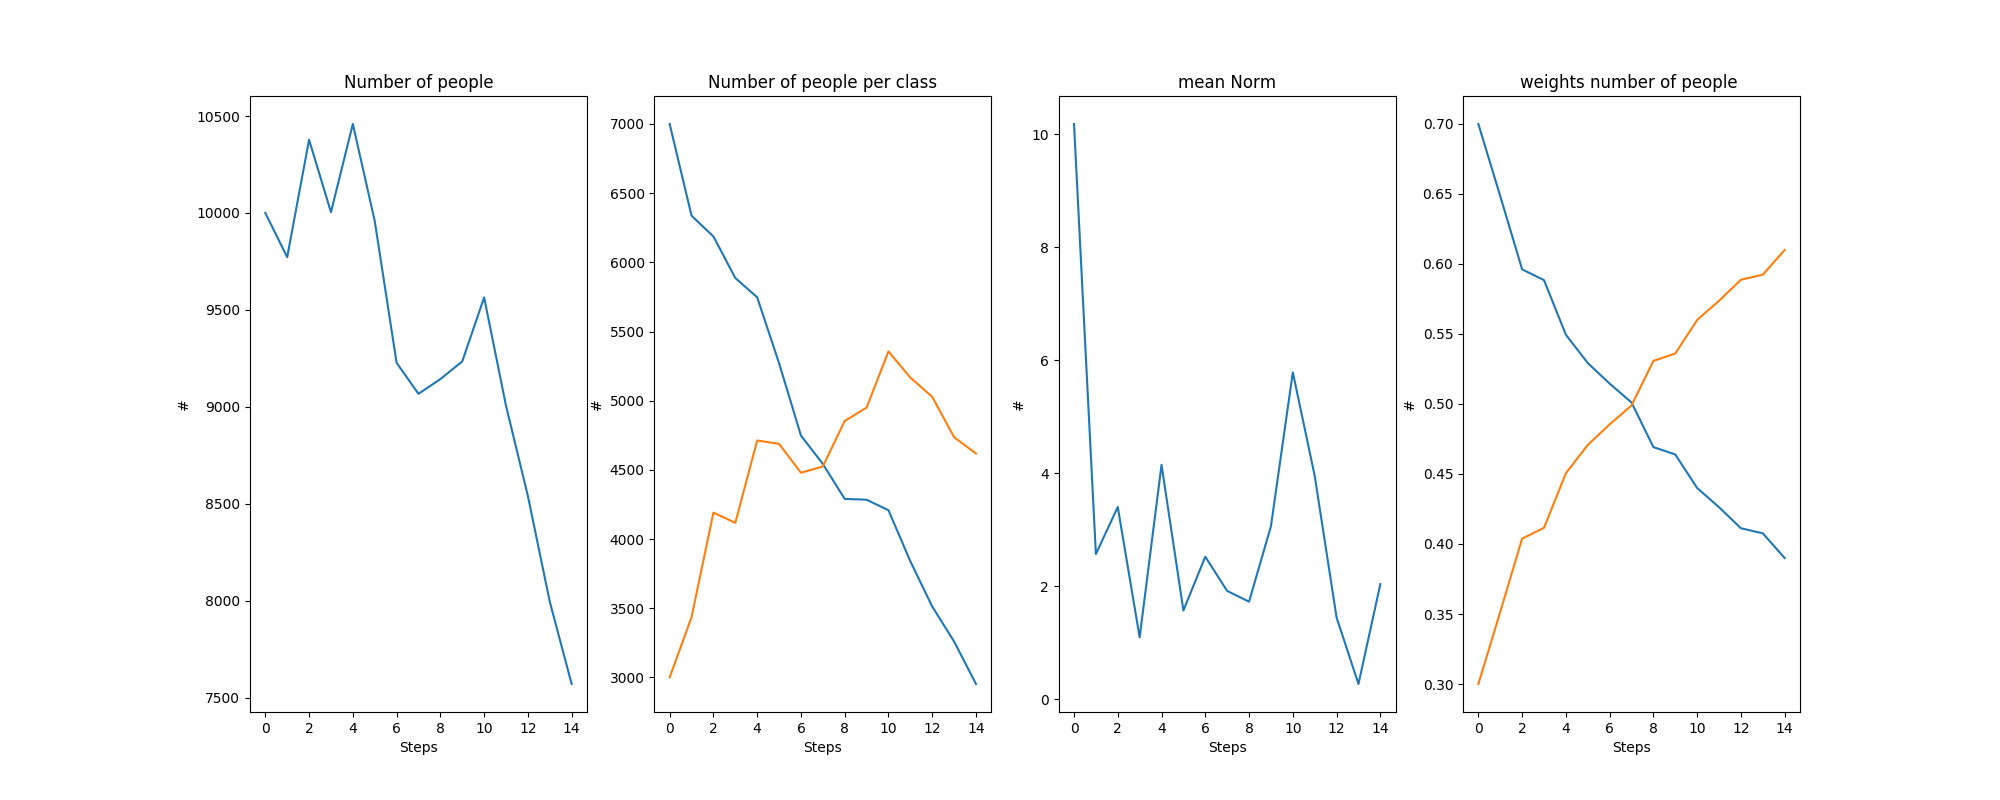 Number of people
10500
10000
9500
9000
8500
8000
7500
#
0 2 4 6 8 10 12 14
Steps
Number of people per class
7000
6500
6000
5500
5000
4500
4000
3500
3000
#
0 2 4 6 8 10 12 14
Steps
mean Norm
10
8
6
4
2
0
#
0 2 4 6 8 10 12 14
Steps
weights number of people
0.70
0.65
0.60
0.55
0.50
0.45
0.40
0.35
0.30
#
0 2 4 6 8 10 12 14
Steps